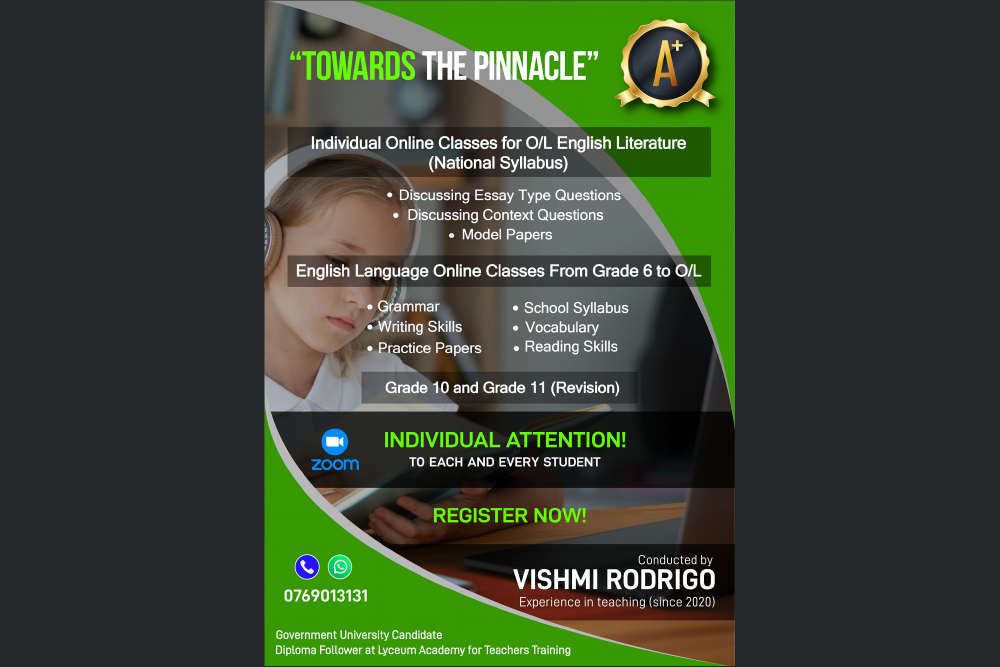 “TOWARDS THE PINNACLE”
A+
Individual Online Classes for O/L English Literature
(National Syllabus)
• Discussing Essay Type Questions
• Discussing Context Questions
• Model Papers
English Language Online Classes From Grade 6 to O/L
• Grammar
• Writing Skills
• Practice Papers
• School Syllabus
• Vocabulary
• Reading Skills
Grade 10 and Grade 11 (Revision)
zoom
INDIVIDUAL ATTENTION!
TO EACH AND EVERY STUDENT
REGISTER NOW!
0769013131
Conducted by
VISHMI RODRIGO
Experience in teaching (since 2020)
Government University Candidate
Diploma Follower at Lyceum Academy for Teachers Training